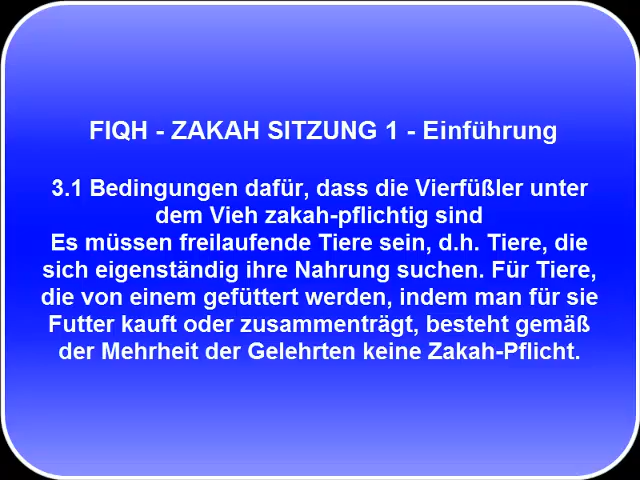 FIQH - ZAKAH SITZUNG 1 - Einführung
3.1 Bedingungen dafür, dass die Vierfüßler unter
dem Vieh zakah-pflichtig sind
Es müssen freilaufende Tiere sein, d.h. Tiere, die
sich eigenständig ihre Nahrung suchen. Für Tiere,
die von einem gefüttert werden, indem man für sie
Futter kauft oder zusammenträgt, besteht gemäß
der Mehrheit der Gelehrten keine Zakah-Pflicht.